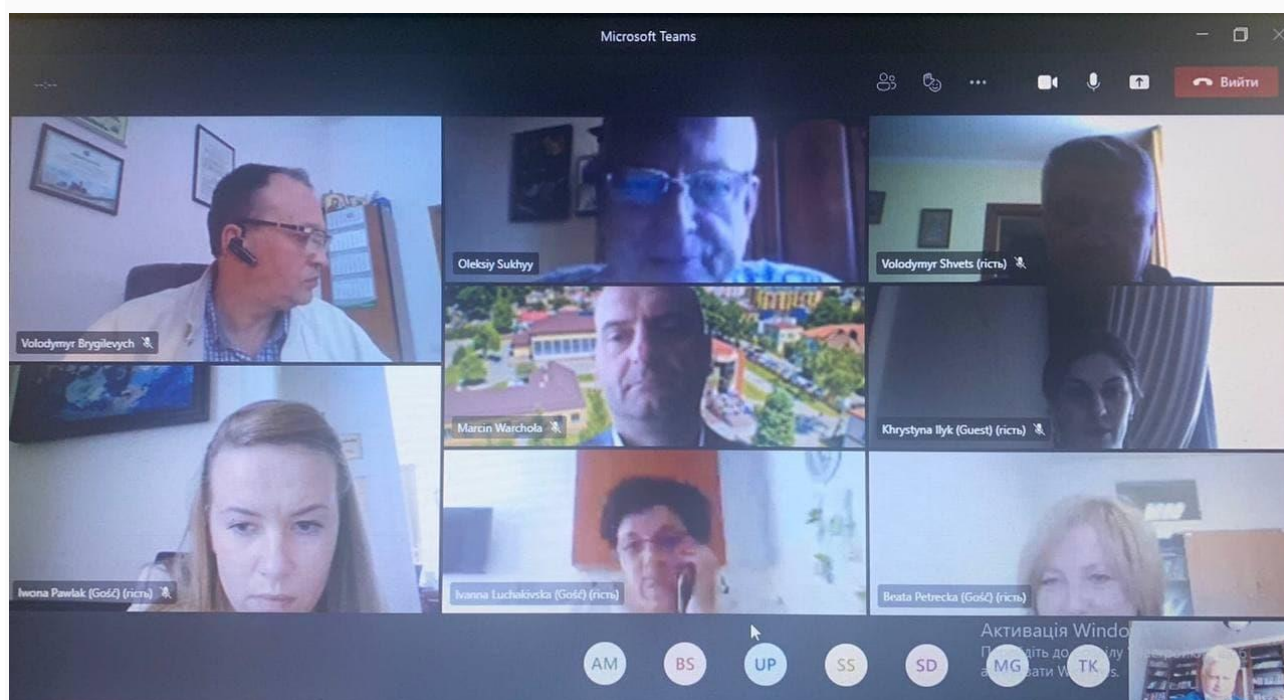 Microsoft Teams
--:--
Вийти
Volodymyr Brygilevych
Oleksiy Sukhyy
Volodymyr Shvets (гість)
Marcin Warchoła
Khrystyna Ilyk (Guest) (гість)
Iwona Pawlak (Gość) (гість)
Ivanna Luchakivska (Gość) (гість)
Beata Petrecka (Gość) (гість)
AM
BS
UP
SS
SD
MG
TK
Активація Windo